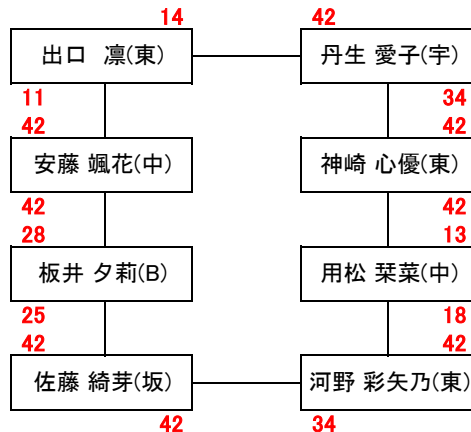 14 42
出口 凛(東) 丹生 愛子(宇)
11 34
42 42
安藤 颯花(中) 神崎 心優(東)
42 42
28 13
板井 夕莉(B) 用松 栞菜(中)
25 18
42 42
佐藤 綺芽(坂) 河野 彩矢乃(東)
42 34